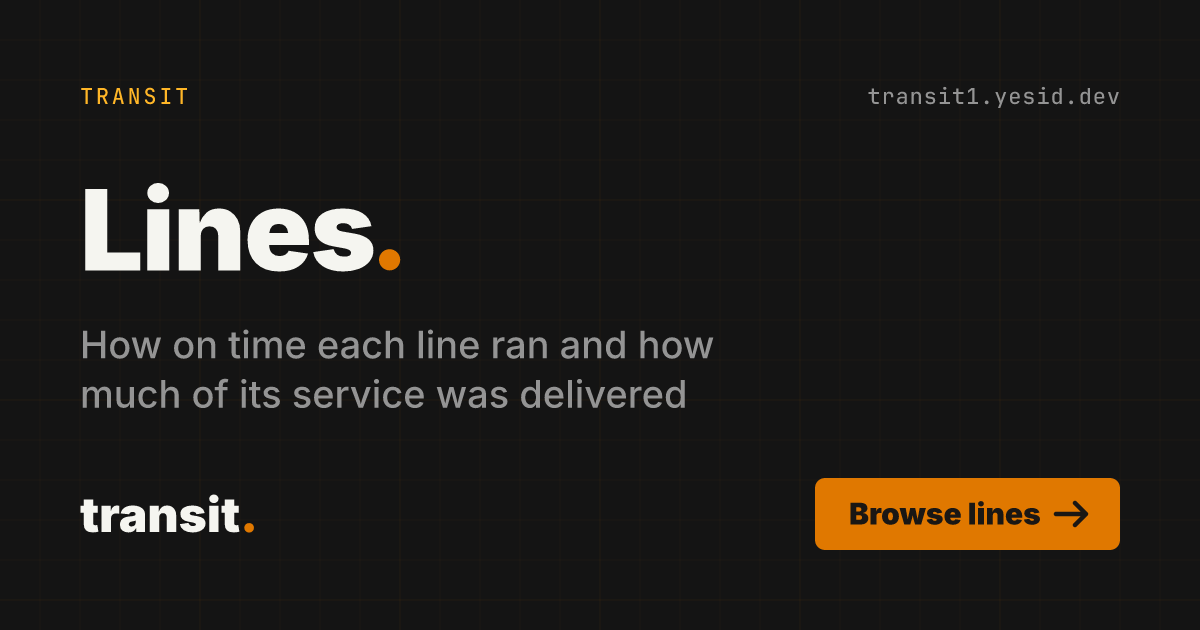 TRANSIT
transit1.yesid.dev
Lines.
How on time each line ran and how
much of its service was delivered
transit.
Browse lines →